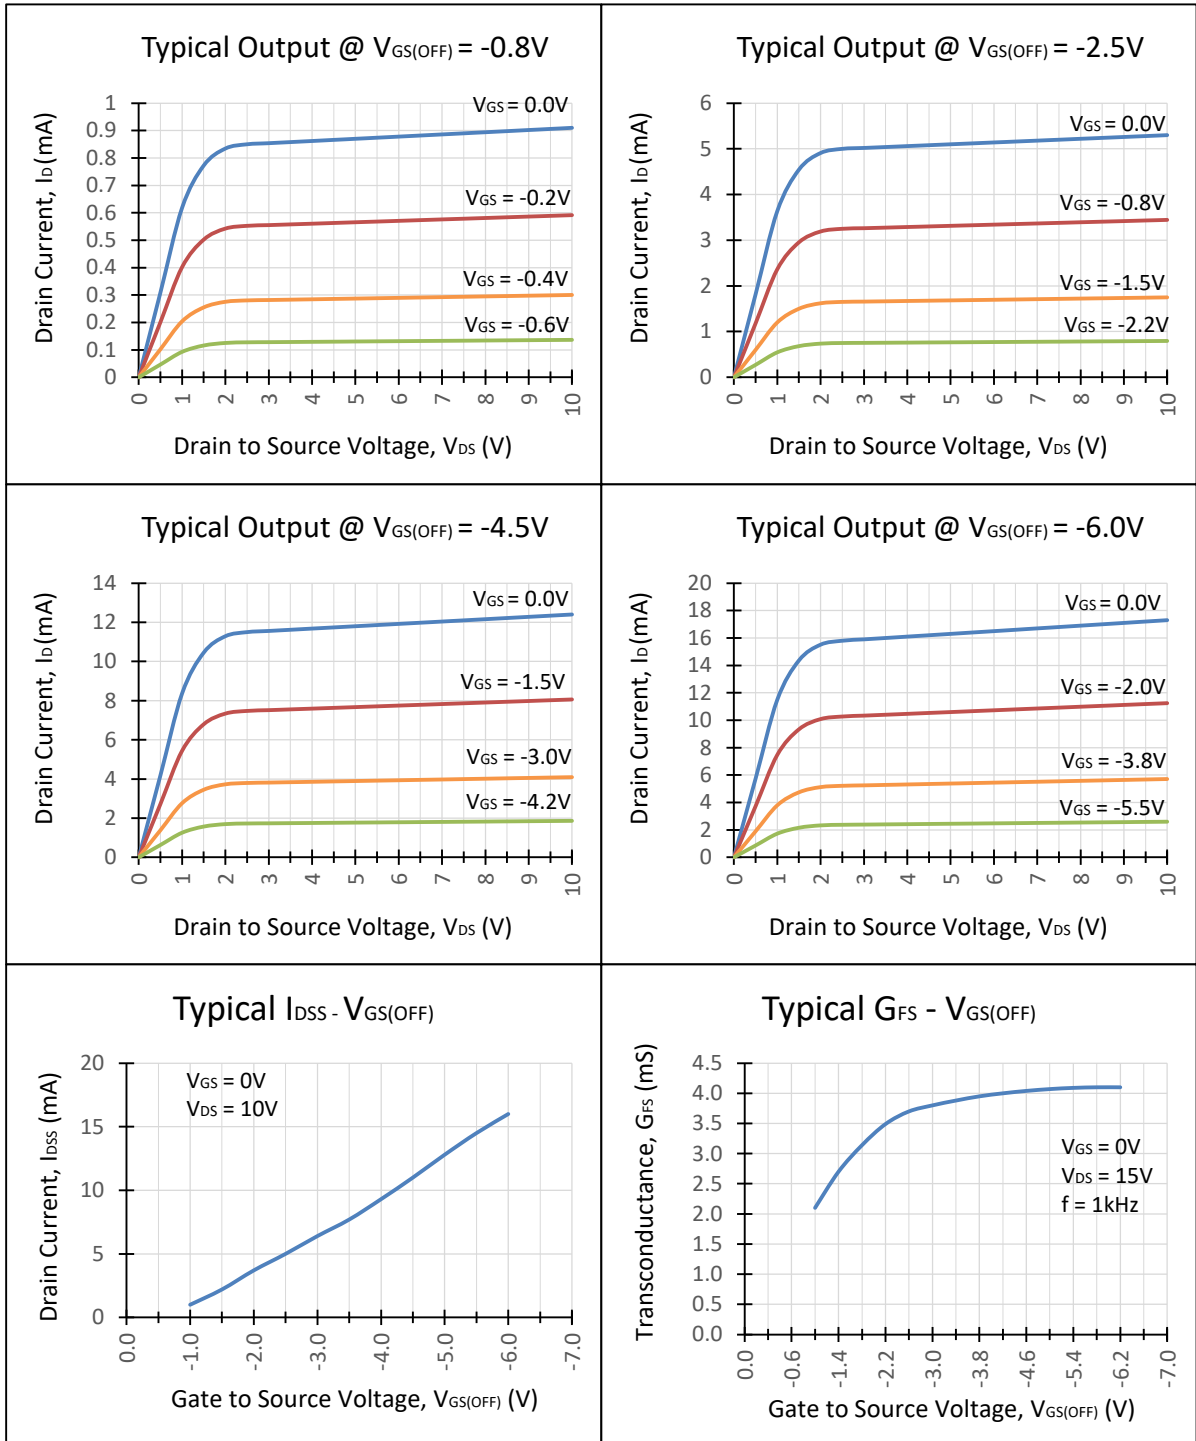 Typical Output @ VGS(OFF) = -0.8V
Drain Current, ID (mA)
1
0.9
0.8
0.7
0.6
0.5
0.4
0.3
0.2
0.1
0
VGS = 0.0V
VGS = -0.2V
VGS = -0.4V
VGS = -0.6V
0 1 2 3 4 5 6 7 8 9 10
Drain to Source Voltage, VDS (V)
Typical Output @ VGS(OFF) = -2.5V
Drain Current, ID (mA)
6
5
4
3
2
1
0
VGS = 0.0V
VGS = -0.8V
VGS = -1.5V
VGS = -2.2V
0 1 2 3 4 5 6 7 8 9 10
Drain to Source Voltage, VDS (V)
Typical Output @ VGS(OFF) = -4.5V
Drain Current, ID (mA)
14
12
10
8
6
4
2
0
VGS = 0.0V
VGS = -1.5V
VGS = -3.0V
VGS = -4.2V
0 1 2 3 4 5 6 7 8 9 10
Drain to Source Voltage, VDS (V)
Typical Output @ VGS(OFF) = -6.0V
Drain Current, ID (mA)
20
18
16
14
12
10
8
6
4
2
0
VGS = 0.0V
VGS = -2.0V
VGS = -3.8V
VGS = -5.5V
0 1 2 3 4 5 6 7 8 9 10
Drain to Source Voltage, VDS (V)
Typical IDSS - VGS(OFF)
Drain Current, IDSS (mA)
20
15
10
5
0
VGS = 0V
VDS = 10V
0.0 -1.0 -2.0 -3.0 -4.0 -5.0 -6.0 -7.0
Gate to Source Voltage, VGS(OFF) (V)
Typical GFS - VGS(OFF)
Transconductance, GFS (mS)
4.5
4.0
3.5
3.0
2.5
2.0
1.5
1.0
0.5
0.0
VGS = 0V
VDS = 15V
f = 1kHz
0.0 -0.6 -1.4 -2.2 -3.0 -3.8 -4.6 -5.4 -6.2 -7.0
Gate to Source Voltage, VGS(OFF) (V)